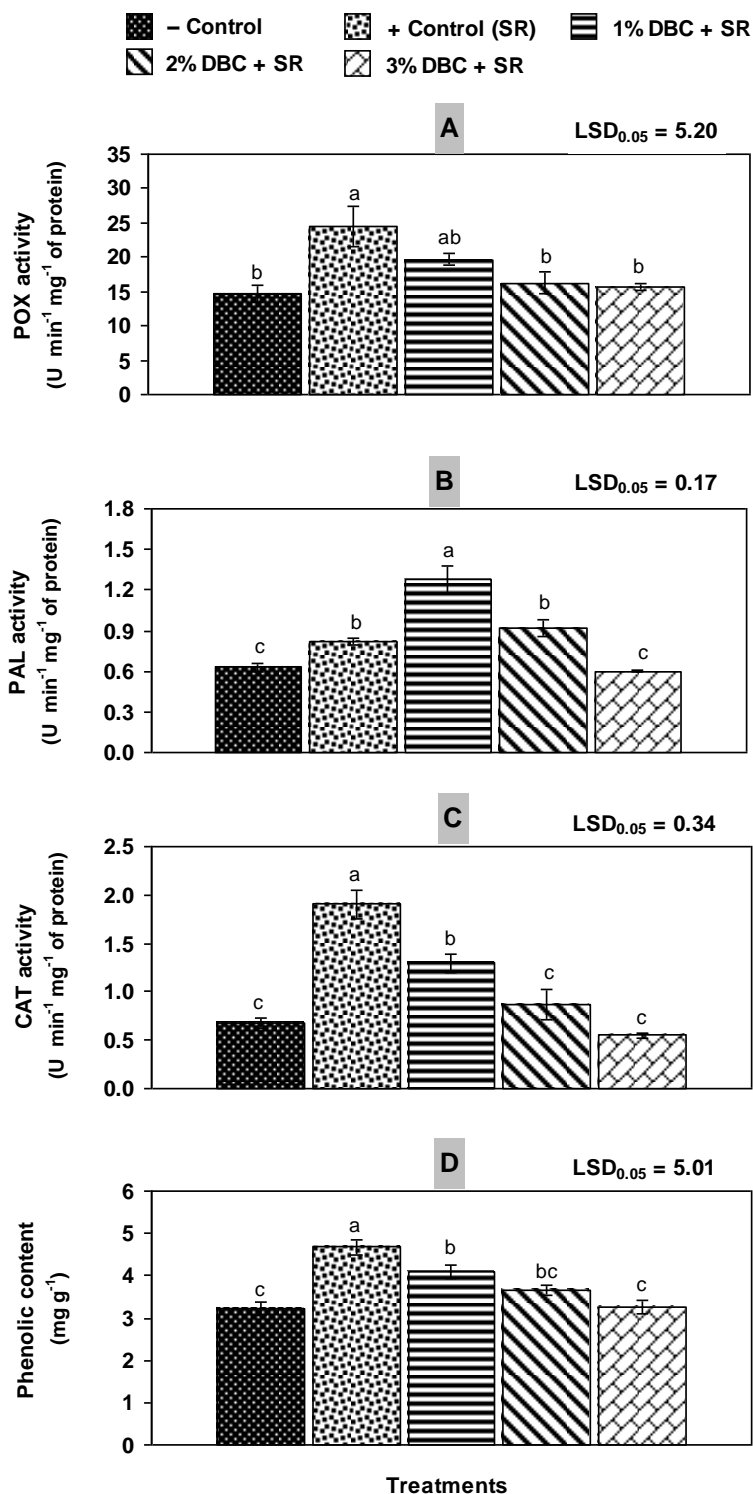 – Control + Control (SR) 1% DBC + SR
2% DBC + SR 3% DBC + SR
A LSD0.05 = 5.20
POX activity
(U min-1 mg-1 of protein)
35
30
25
20
15
10
5
0
b a ab b b
B LSD0.05 = 0.17
PAL activity
(U min-1 mg-1 of protein)
1.8
1.5
1.2
0.9
0.6
0.3
0.0
c b a b c
C LSD0.05 = 0.34
CAT activity
(U min-1 mg-1 of protein)
2.5
2.0
1.5
1.0
0.5
0.0
c a b c c
D LSD0.05 = 5.01
Phenolic content
(mg g-1)
6
5
4
3
2
1
0
c a b bc c
Treatments